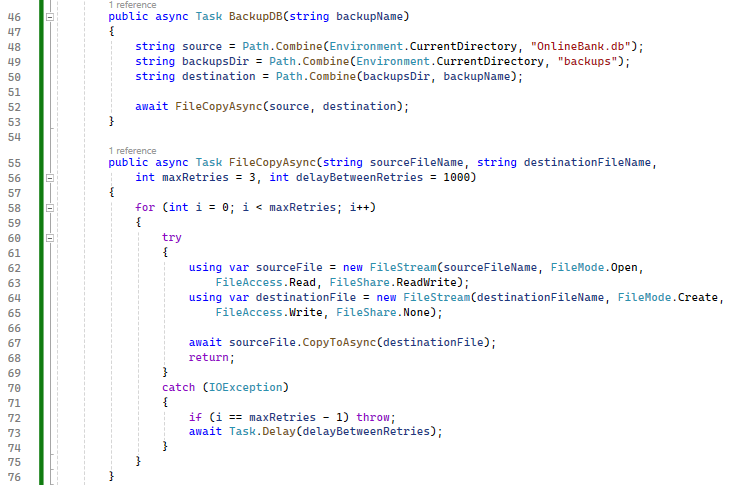 1 reference
46 public async Task BackupDB(string backupName)
47 {
48 string source = Path.Combine(Environment.CurrentDirectory, "OnlineBank.db");
49 string backupsDir = Path.Combine(Environment.CurrentDirectory, "backups");
50 string destination = Path.Combine(backupsDir, backupName);
51
52 await FileCopyAsync(source, destination);
53 }
54
1 reference
55 public async Task FileCopyAsync(string sourceFileName, string destinationFileName,
56 int maxRetries = 3, int delayBetweenRetries = 1000)
57 {
58 for (int i = 0; i < maxRetries; i++)
59 {
60 try
61 {
62 using var sourceFile = new FileStream(sourceFileName, FileMode.Open,
63 FileAccess.Read, FileShare.ReadWrite);
64 using var destinationFile = new FileStream(destinationFileName, FileMode.Create,
65 FileAccess.Write, FileShare.None);
66
67 await sourceFile.CopyToAsync(destinationFile);
68 return;
69 }
70 catch (IOException)
71 {
72 if (i == maxRetries - 1) throw;
73 await Task.Delay(delayBetweenRetries);
74 }
75 }
76 }